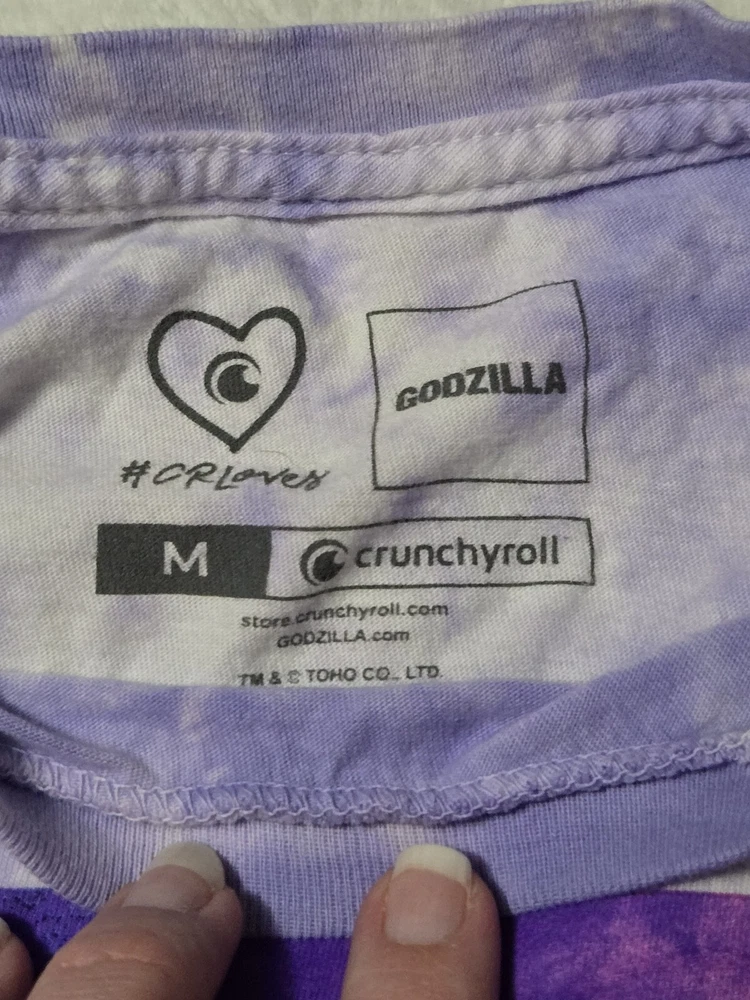 GODZILLA
#CRLoves
M crunchyroll
store.crunchyroll.com
GODZILLA.com
TM & © TOHO CO., LTD.